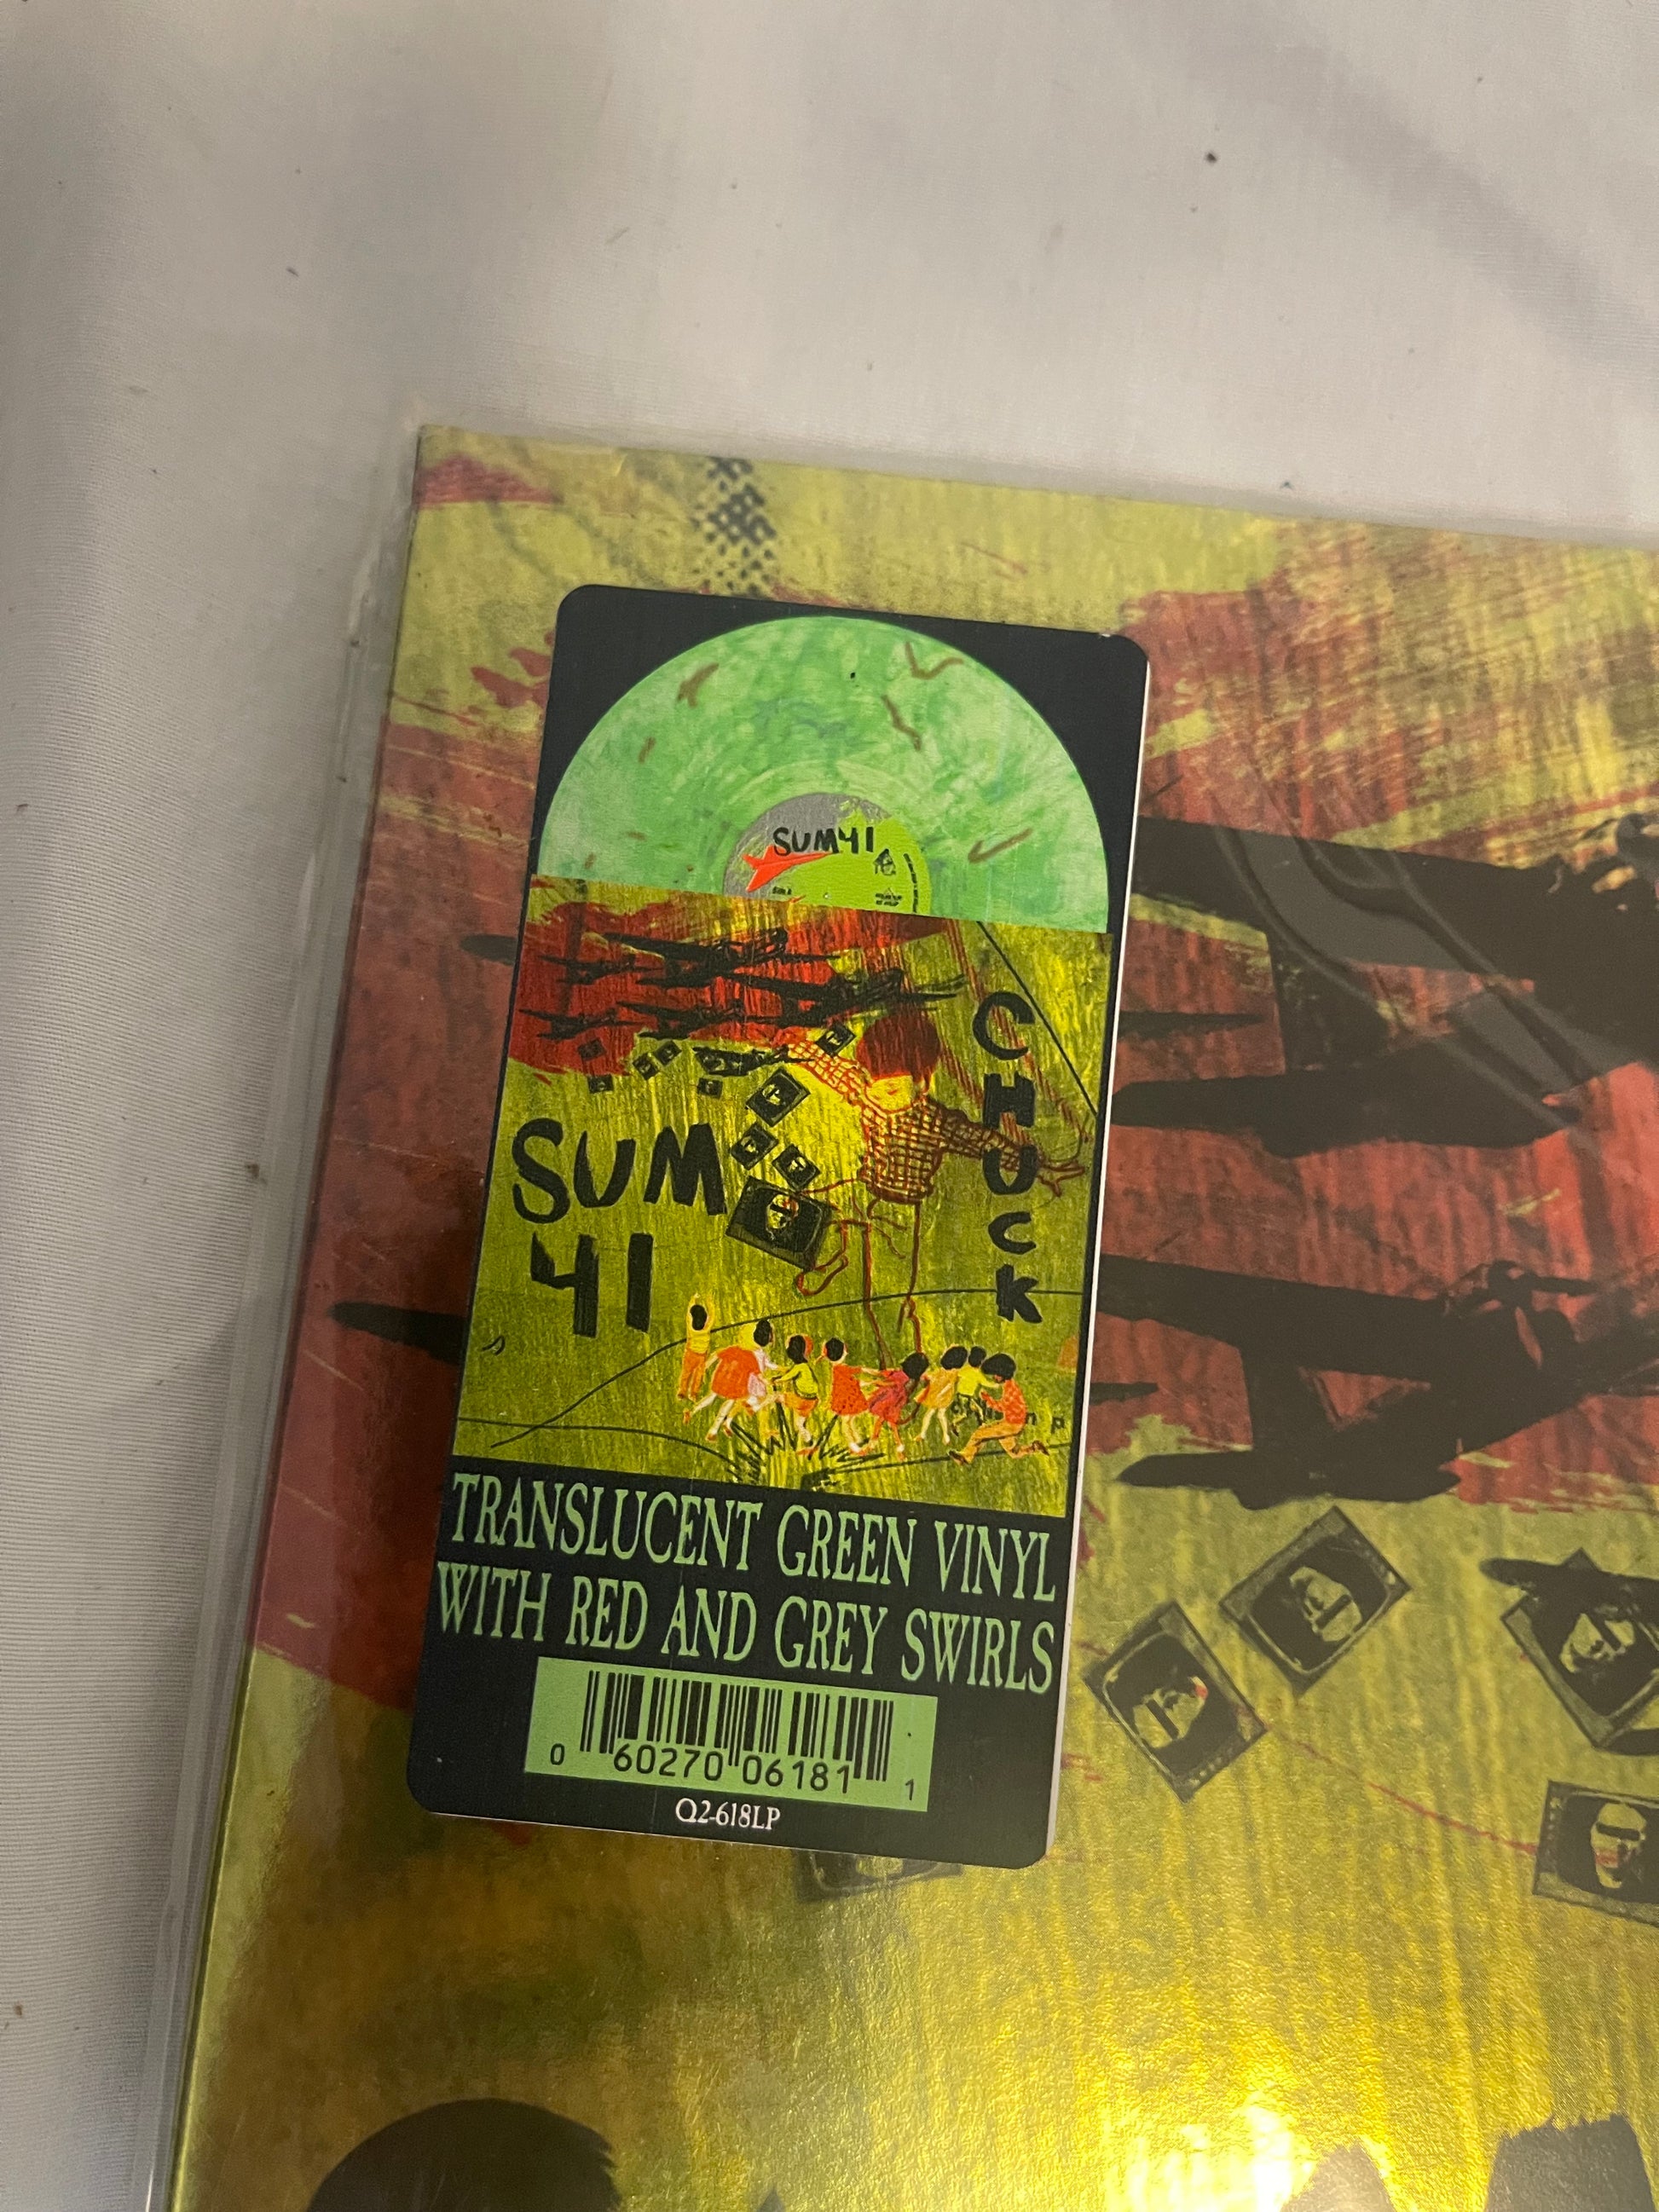 SUM41
SUM
41
CHUCK
TRANSLUCENT GREEN VINYL
WITH RED AND GREY SWIRLS
0 60270 06181 1
Q2-618LP